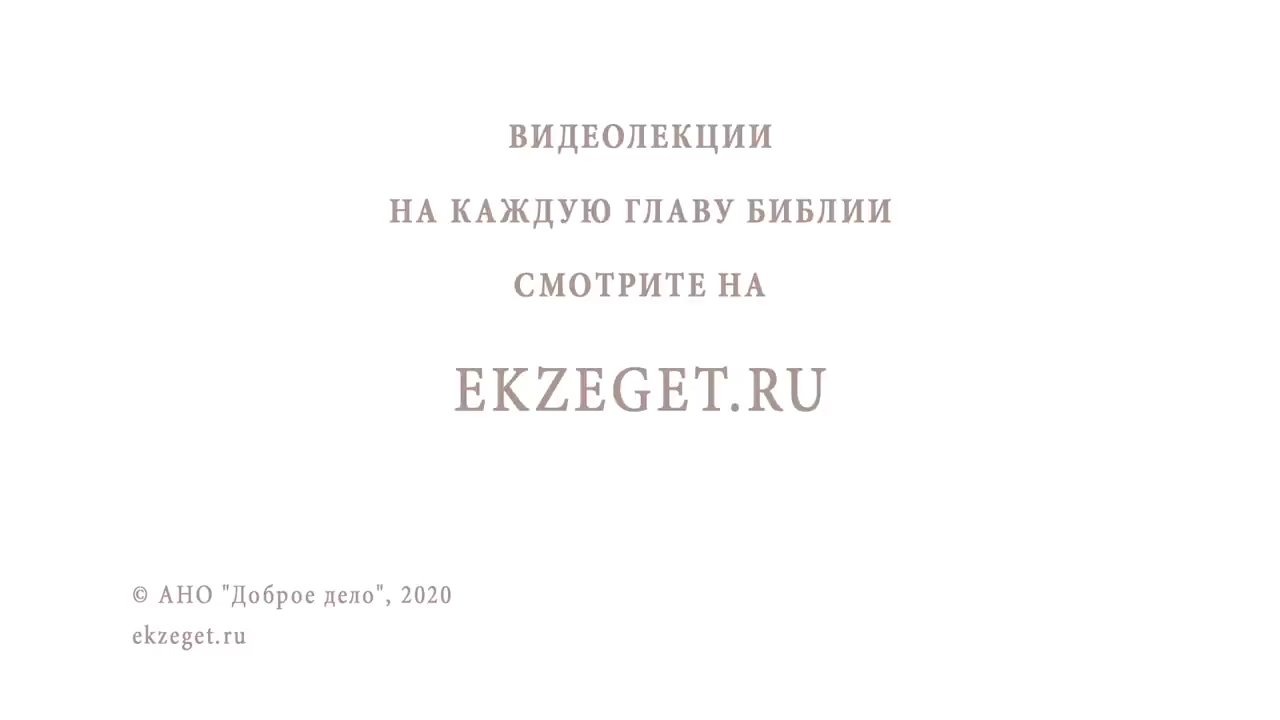 ВИДЕОЛЕКЦИИ
НА КАЖДУЮ ГЛАВУ БИБЛИИ
СМОТРИТЕ НА
EKZEGET.RU
© АНО "Доброе дело", 2020
ekzeget.ru